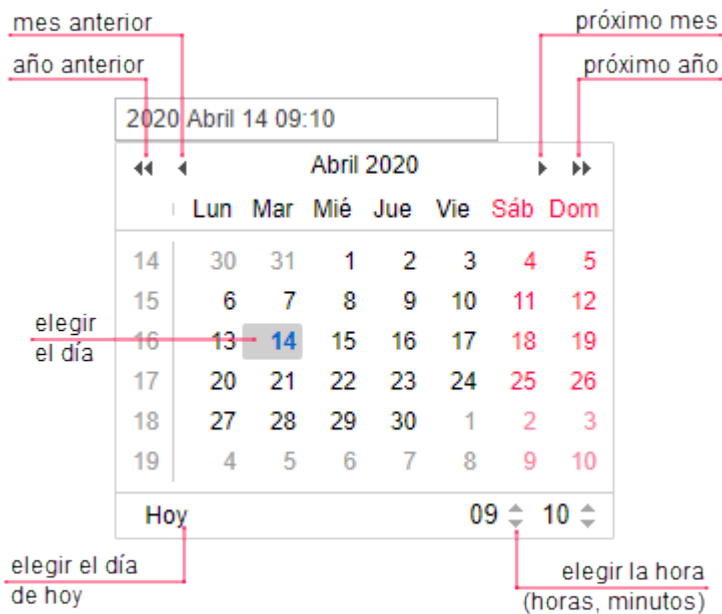 mes anterior
próximo mes
año anterior
próximo año
2020 Abril 14 09:10
Abril 2020
Lun Mar Mié Jue Vie Sáb Dom
14 30 31 1 2 3 4 5
15 6 7 8 9 10 11 12
elegir
el día
16 13 14 15 16 17 18 19
17 20 21 22 23 24 25 26
18 27 28 29 30 1 2 3
19 4 5 6 7 8 9 10
Hoy 09 10
elegir el día
de hoy
elegir la hora
(horas, minutos)